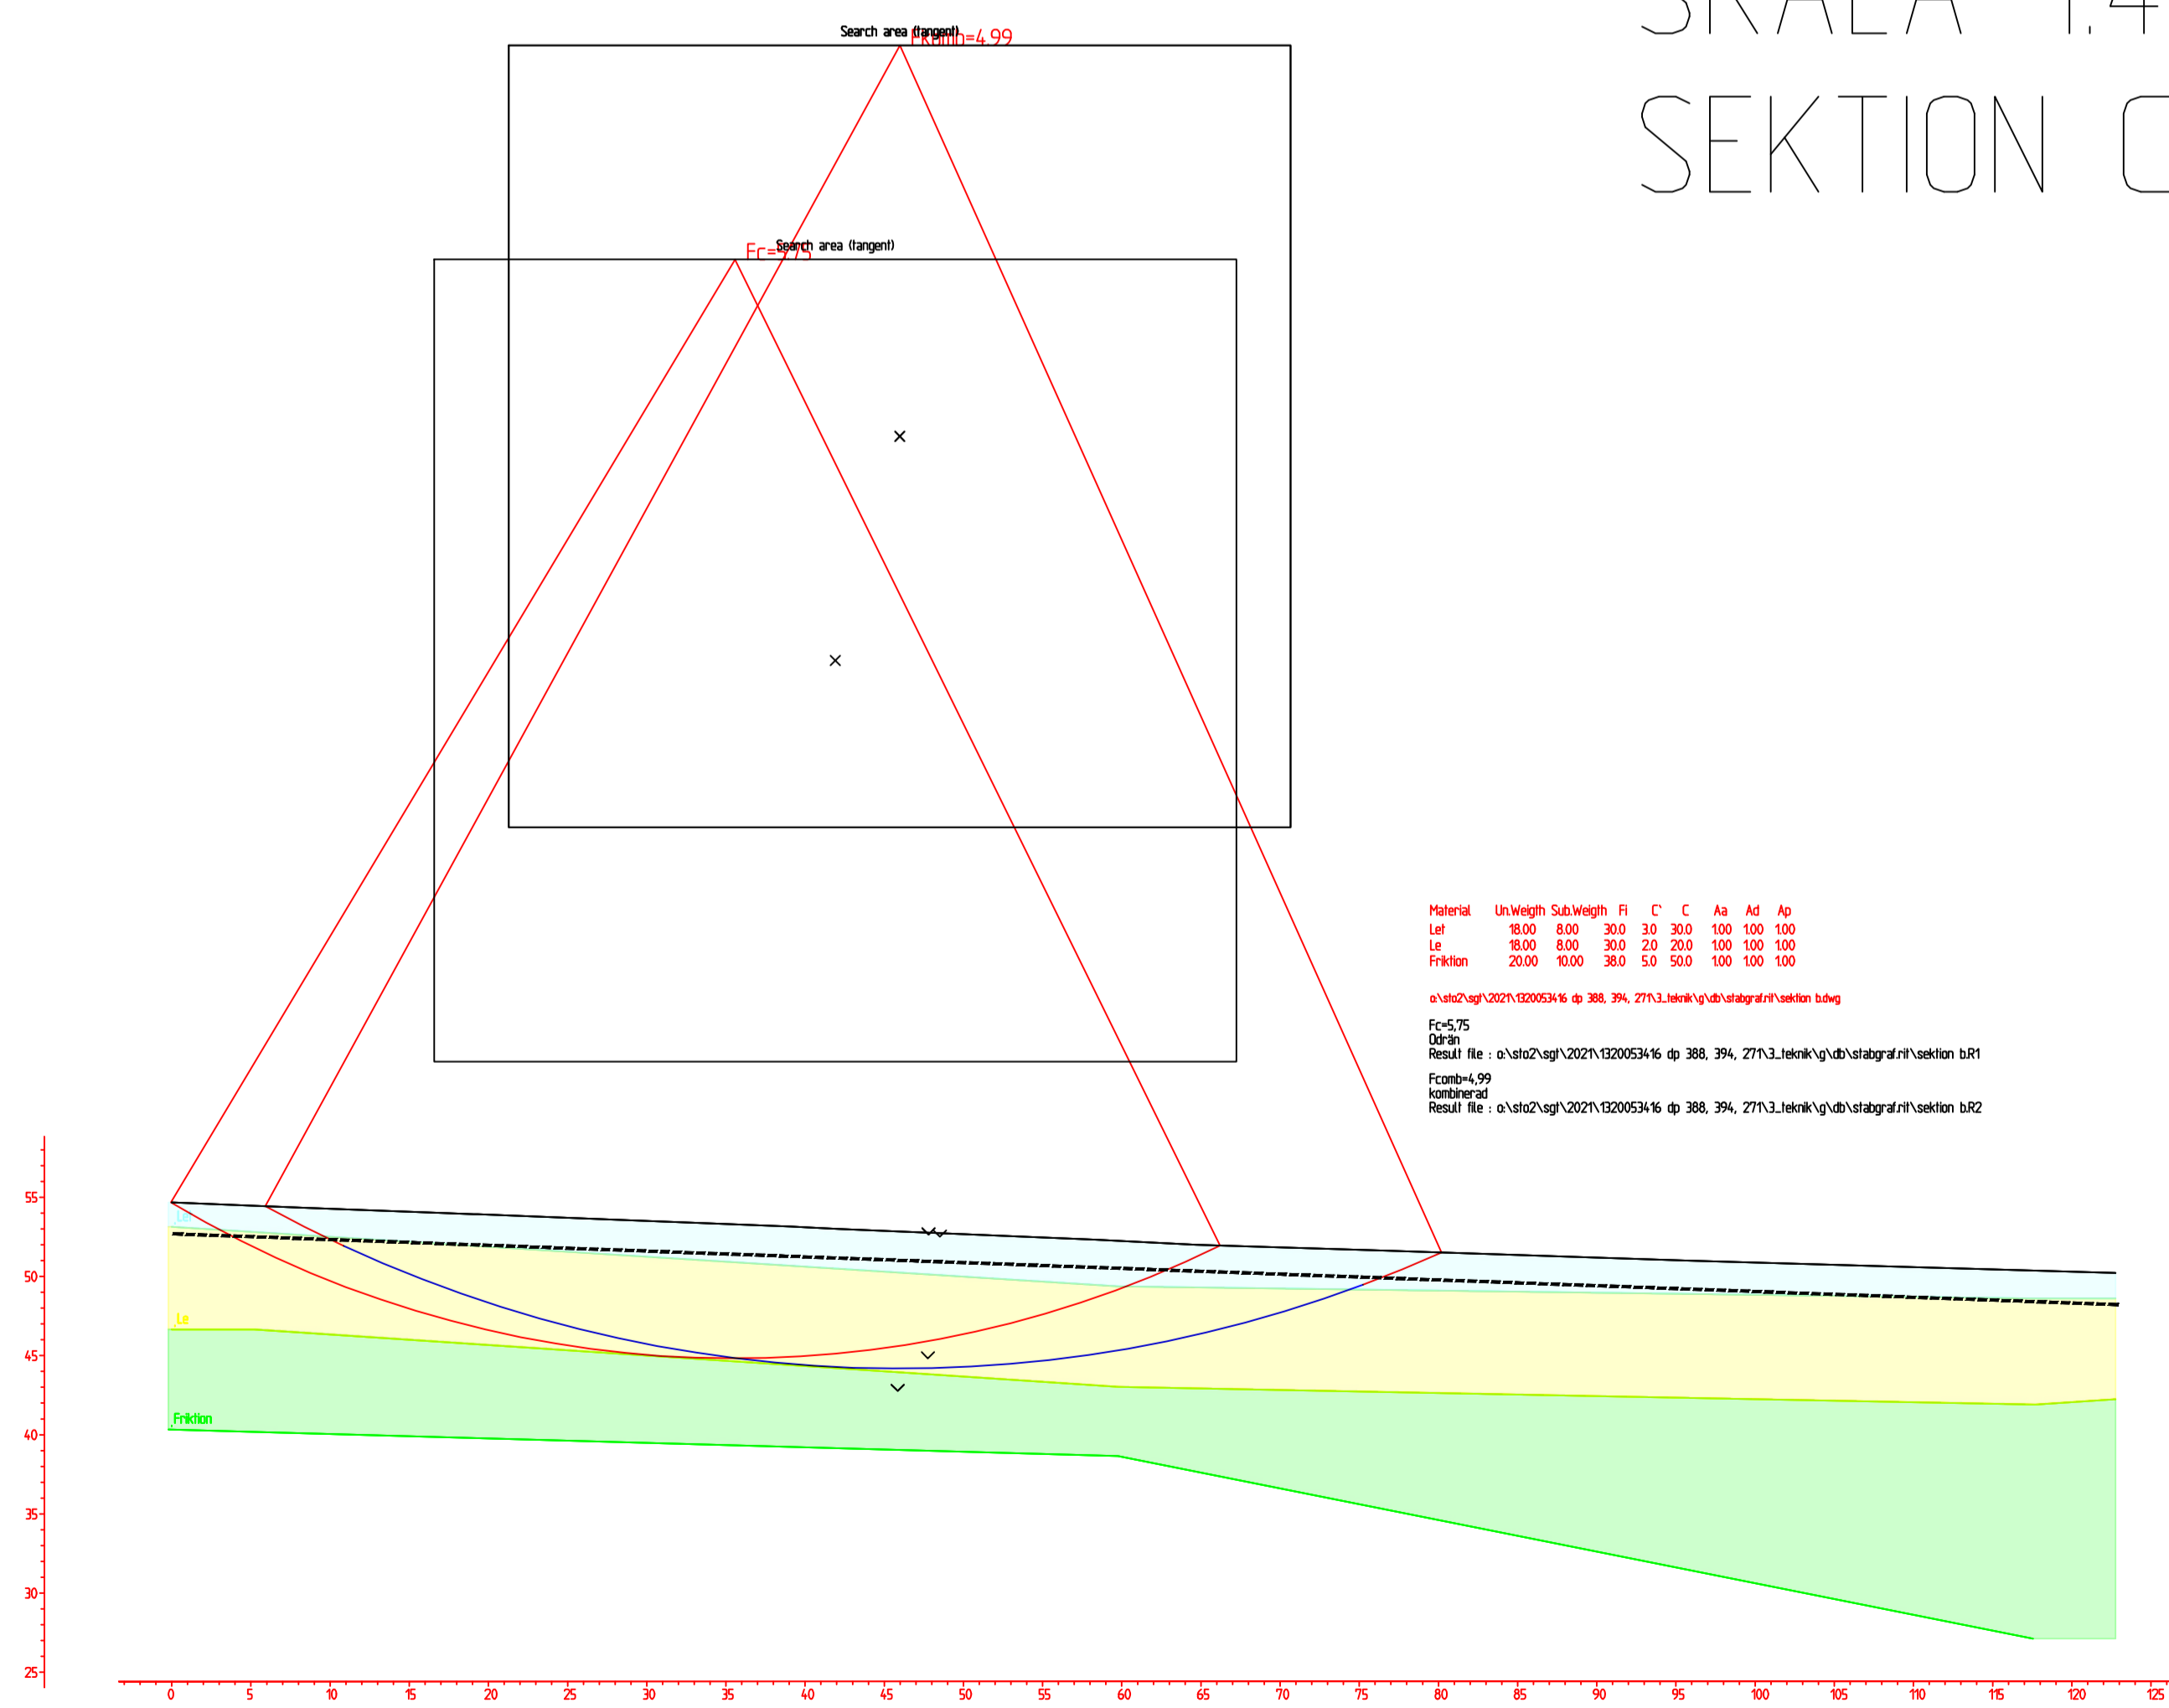 SKALA 1:4
SEKTION
Search area (tangent)
Fkomb=4,99
Search area (tangent)
Fc=5,75
Material Un.Weigth Sub.Weigth Fi C` C Aa Ad Ap
Let 18.00 8.00 30.0 3.0 30.0 1.00 1.00 1.00
Le 18.00 8.00 30.0 2.0 20.0 1.00 1.00 1.00
Friktion 20.00 10.00 38.0 5.0 50.0 1.00 1.00 1.00
o:\sto2\sgt\2021\1320053416 dp 388, 394, 271\3_teknik\g\db\stabgraf.rit\sektion b.dwg
Fc=5,75
Odrän
Result file : o:\sto2\sgt\2021\1320053416 dp 388, 394, 271\3_teknik\g\db\stabgraf.rit\sektion b.R1
Fcomb=4,99
kombinerad
Result file : o:\sto2\sgt\2021\1320053416 dp 388, 394, 271\3_teknik\g\db\stabgraf.rit\sektion b.R2
55
Let
50
Le
45
Friktion
40
35
30
25
0 5 10 15 20 25 30 35 40 45 50 55 60 65 70 75 80 85 90 95 100 105 110 115 120 125